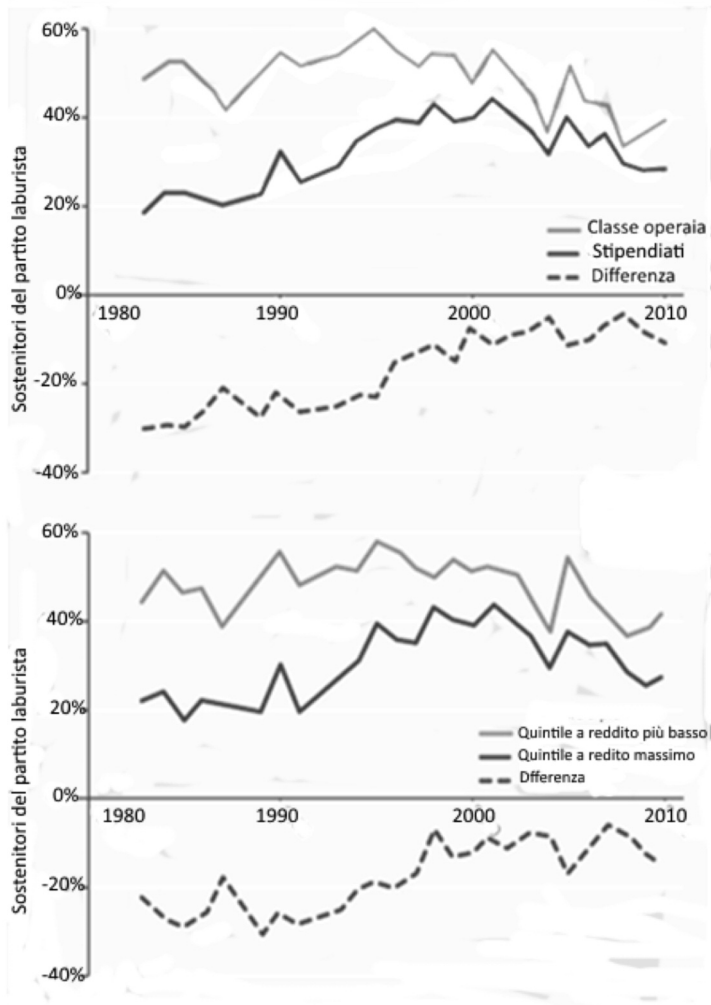 60%
40%
20%
0%
-20%
-40%
Sostenitori del partito laburista
1980 1990 2000 2010
Classe operaia
Stipendiati
Differenza
60%
40%
20%
0%
-20%
-40%
Sostenitori del partito laburista
1980 1990 2000 2010
Quintile a reddito più basso
Quintile a redito massimo
Dfferenza